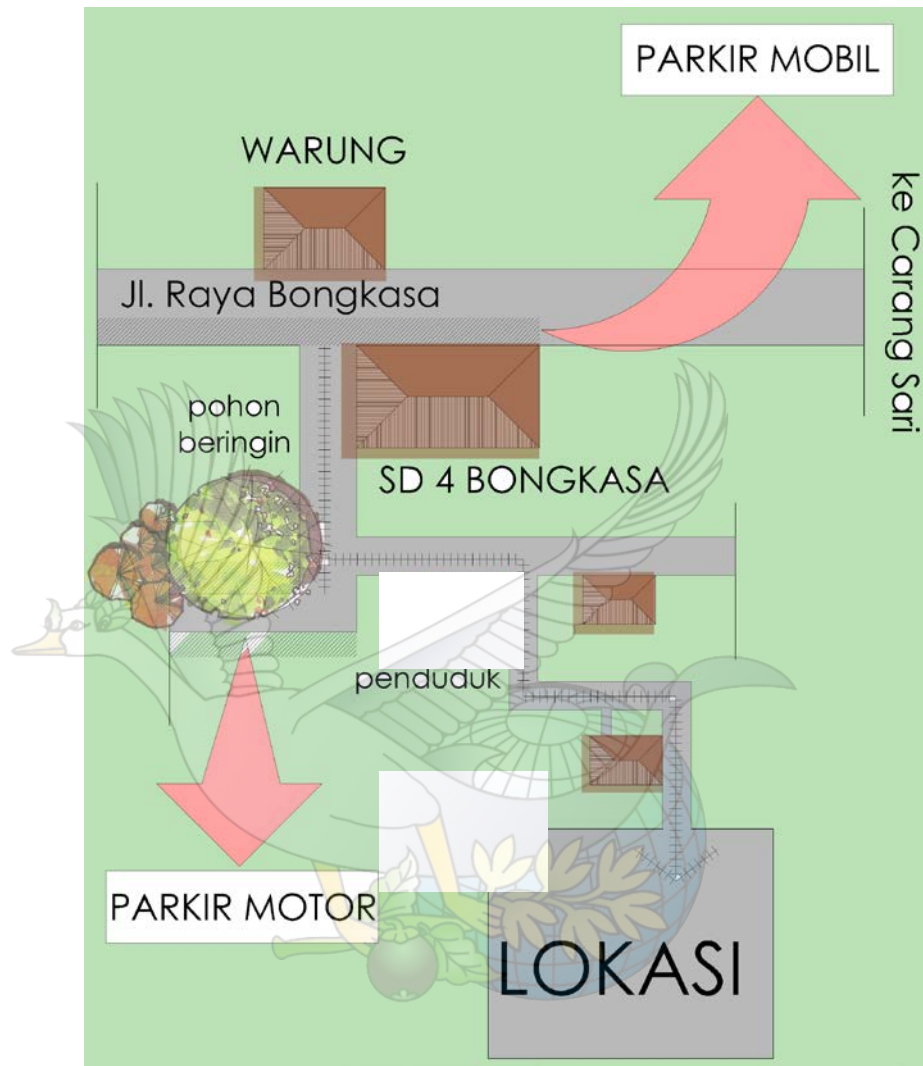 PARKIR MOBIL
WARUNG
ke Carang Sari
Jl. Raya Bongkasa
pohon
beringin
SD 4 BONGKASA
penduduk
PARKIR MOTOR
LOKASI